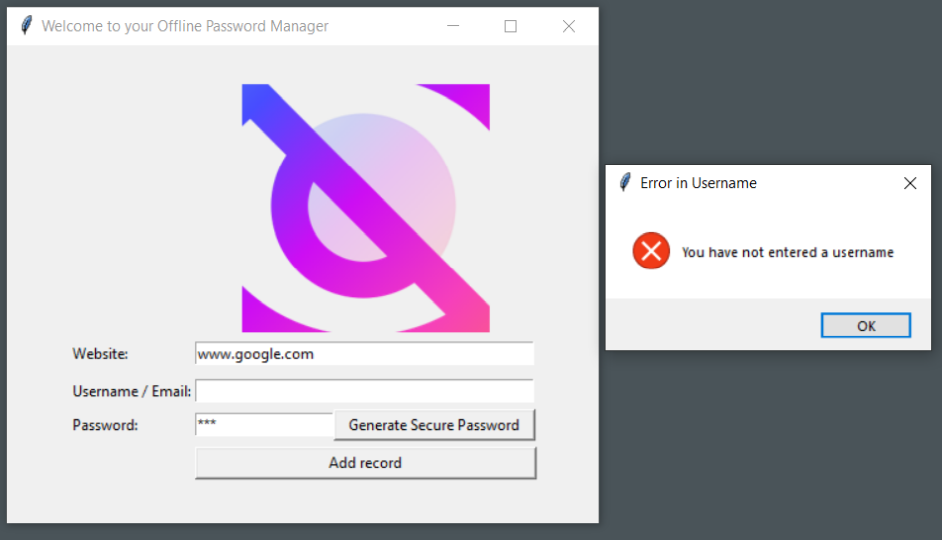 Welcome to your Offline Password Manager
Website:
www.google.com
Username / Email:
Password:
***
Generate Secure Password
Add record
Error in Username
You have not entered a username
OK